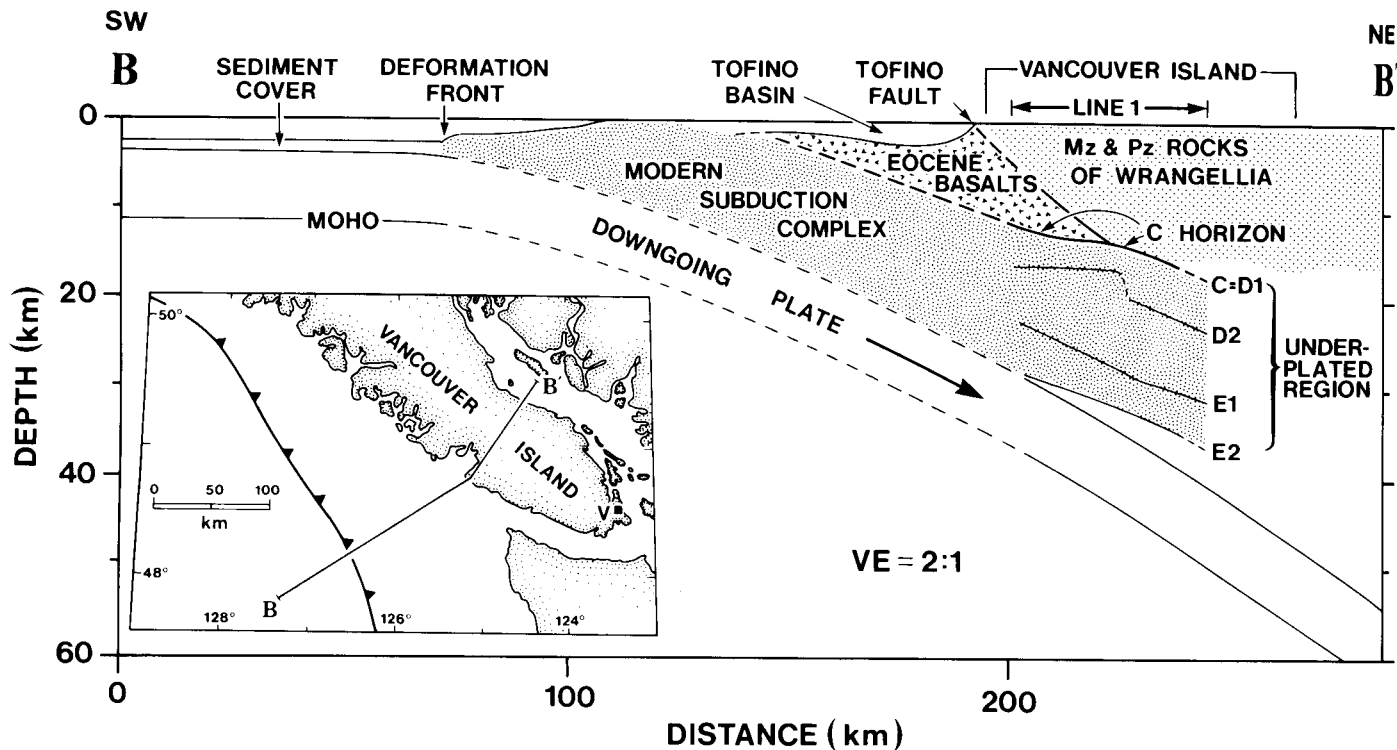 SW
B
NE
B'
SEDIMENT
COVER
DEFORMATION
FRONT
TOFINO
BASIN
TOFINO
FAULT
VANCOUVER ISLAND
LINE 1
0
20
40
60
DEPTH (km)
MODERN
SUBDUCTION
COMPLEX
EOCENE
BASALTS
Mz & Pz ROCKS
OF WRANGELLIA
C HORIZON
MOHO
DOWNGOING PLATE
C=D1
D2
E1
E2
UNDER-
PLATED
REGION
VE = 2:1
50°
48°
128°
126°
124°
VANCOUVER
ISLAND
B'
B
V
0 50 100
km
0
100
200
DISTANCE (km)